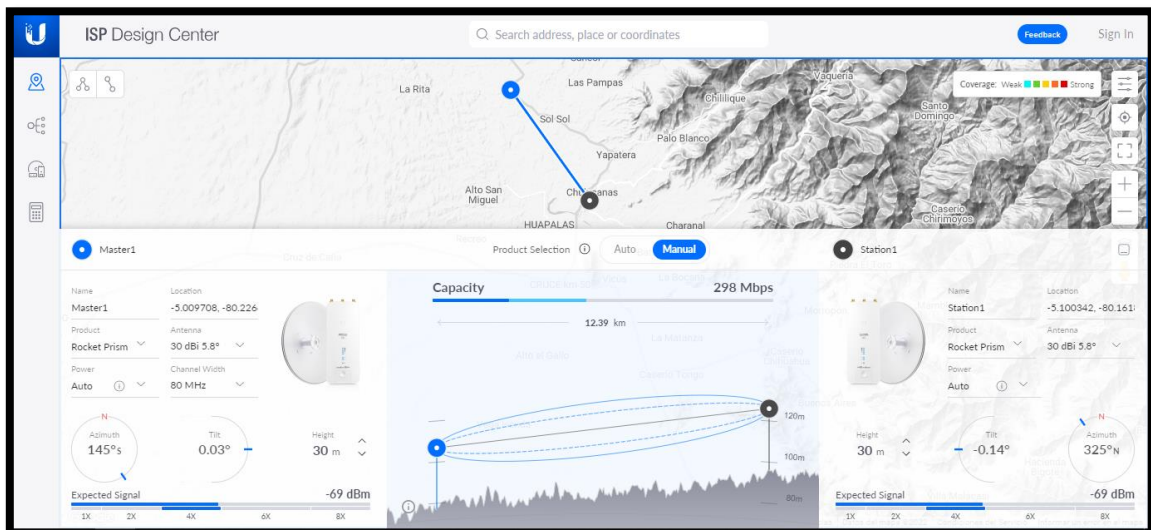 ISP Design Center
Search address, place or coordinates
Feedback
Sign In
La Rita
Las Pampas
Vaqueria
Chililique
Santo
Domingo
Coverage: Weak Strong
Sol Sol
Palo Blanco
Yapatera
Alto San
Miguel
HUAPALAS
Charanal
Caserio
Chirimoyos
Master1
Product Selection
Auto
Manual
Station1
Name
Master1
Location
-5.009708, -80.226
Product
Rocket Prism
Antenna
30 dBi 5.8°
Power
Auto
Channel Width
80 MHz
N
Azimuth
145°S
Tilt
0.03°
Height
30 m
Expected Signal
-69 dBm
1X 2X 4X 6X 8X
Capacity
298 Mbps
12.39 km
120m
100m
80m
Name
Station1
Location
-5.100342, -80.161
Product
Rocket Prism
Antenna
30 dBi 5.8°
Power
Auto
Height
30 m
Tilt
-0.14°
N
Azimuth
325°N
Expected Signal
-69 dBm
1X 2X 4X 6X 8X